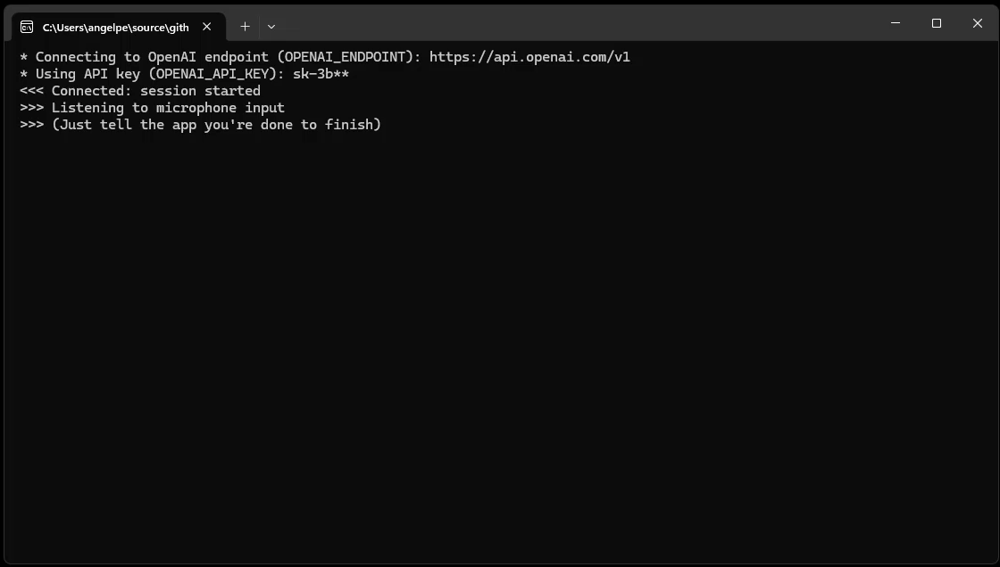 C:\Users\angelpe\source\gith
* Connecting to OpenAI endpoint (OPENAI_ENDPOINT): https://api.openai.com/v1
* Using API key (OPENAI_API_KEY): sk-3b**
<<< Connected: session started
>>> Listening to microphone input
>>> (Just tell the app you're done to finish)